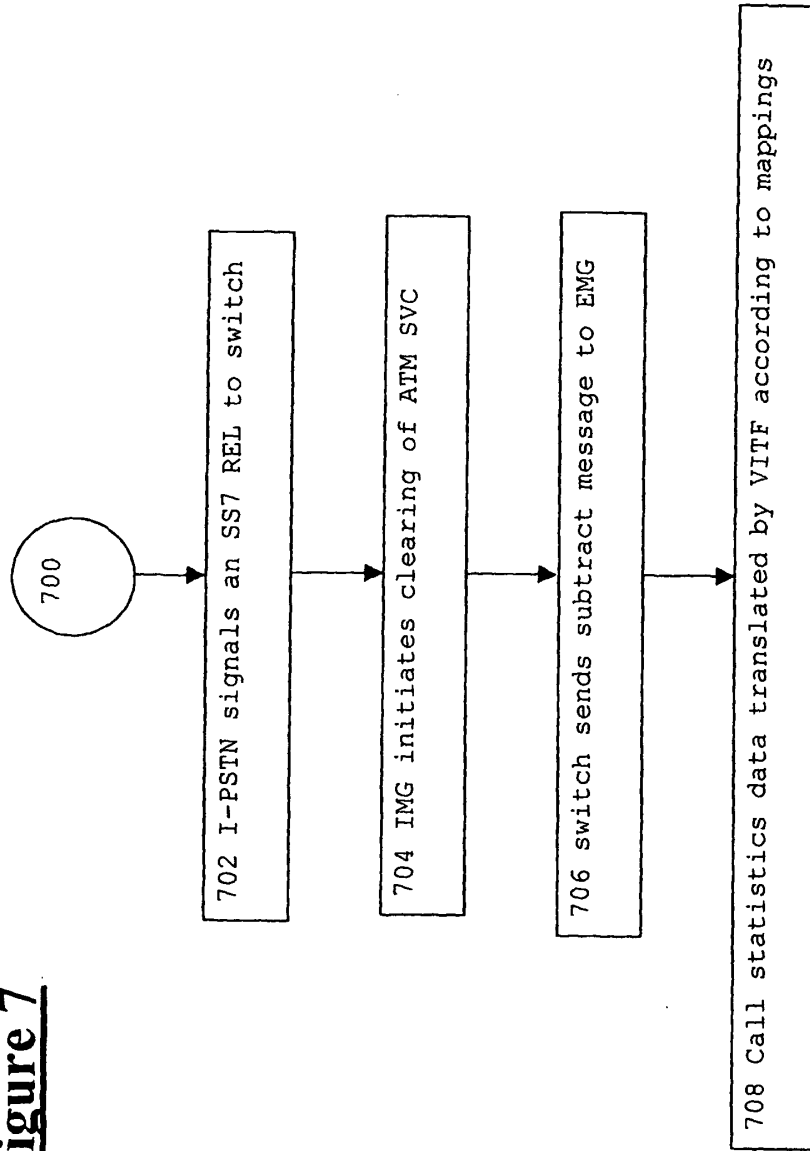 igure 7
700
702 I-PSTN signals an SS7 REL to switch
704 IMG initiates clearing of ATM SVC
706 switch sends subtract message to EMG
708 Call statistics data translated by VITF according to mappings